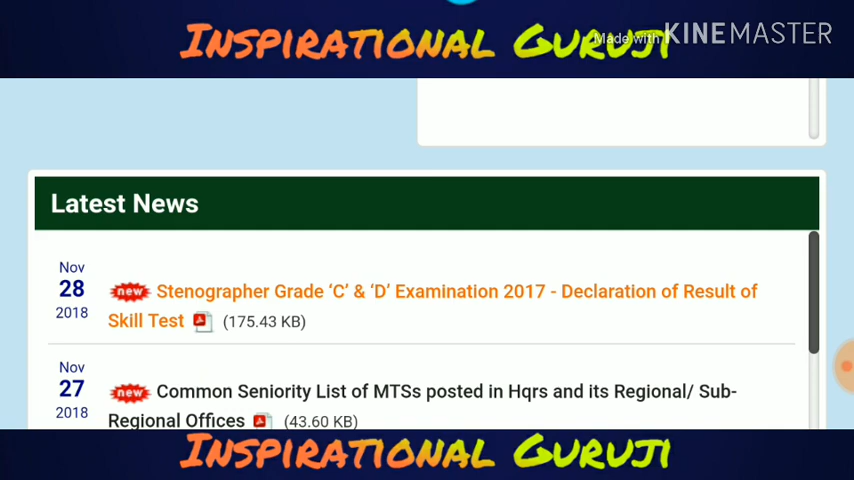 INSPIRATIONAL GURUJI
Made with KINEMASTER
Latest News
Nov
28
2018
new Stenographer Grade ‘C’ & ‘D’ Examination 2017 - Declaration of Result of
Skill Test (175.43 KB)
Nov
27
2018
new Common Seniority List of MTSs posted in Hqrs and its Regional/ Sub-
Regional Offices (43.60 KB)
INSPIRATIONAL GURUJI